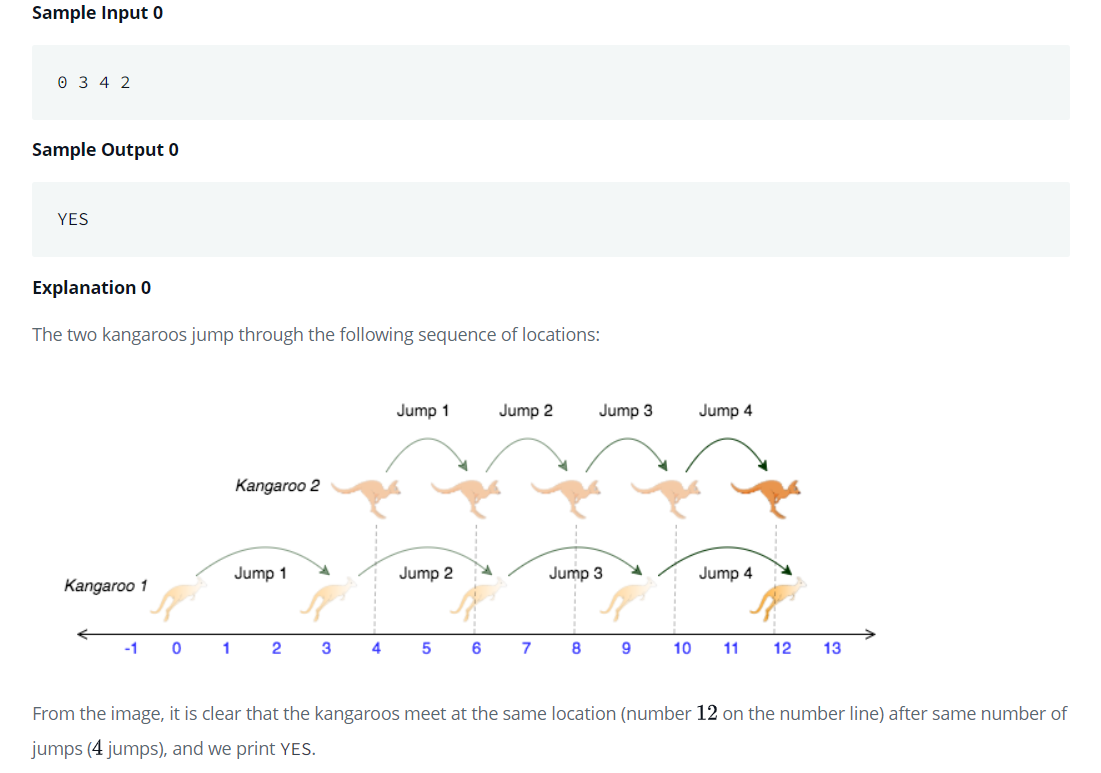 Sample Input 0
0 3 4 2
Sample Output 0
YES
Explanation 0
The two kangaroos jump through the following sequence of locations:
Jump 1 Jump 2 Jump 3 Jump 4
Kangaroo 2
Jump 1 Jump 2 Jump 3 Jump 4
Kangaroo 1
-1 0 1 2 3 4 5 6 7 8 9 10 11 12 13
From the image, it is clear that the kangaroos meet at the same location (number 12 on the number line) after same number of
jumps (4 jumps), and we print YES.